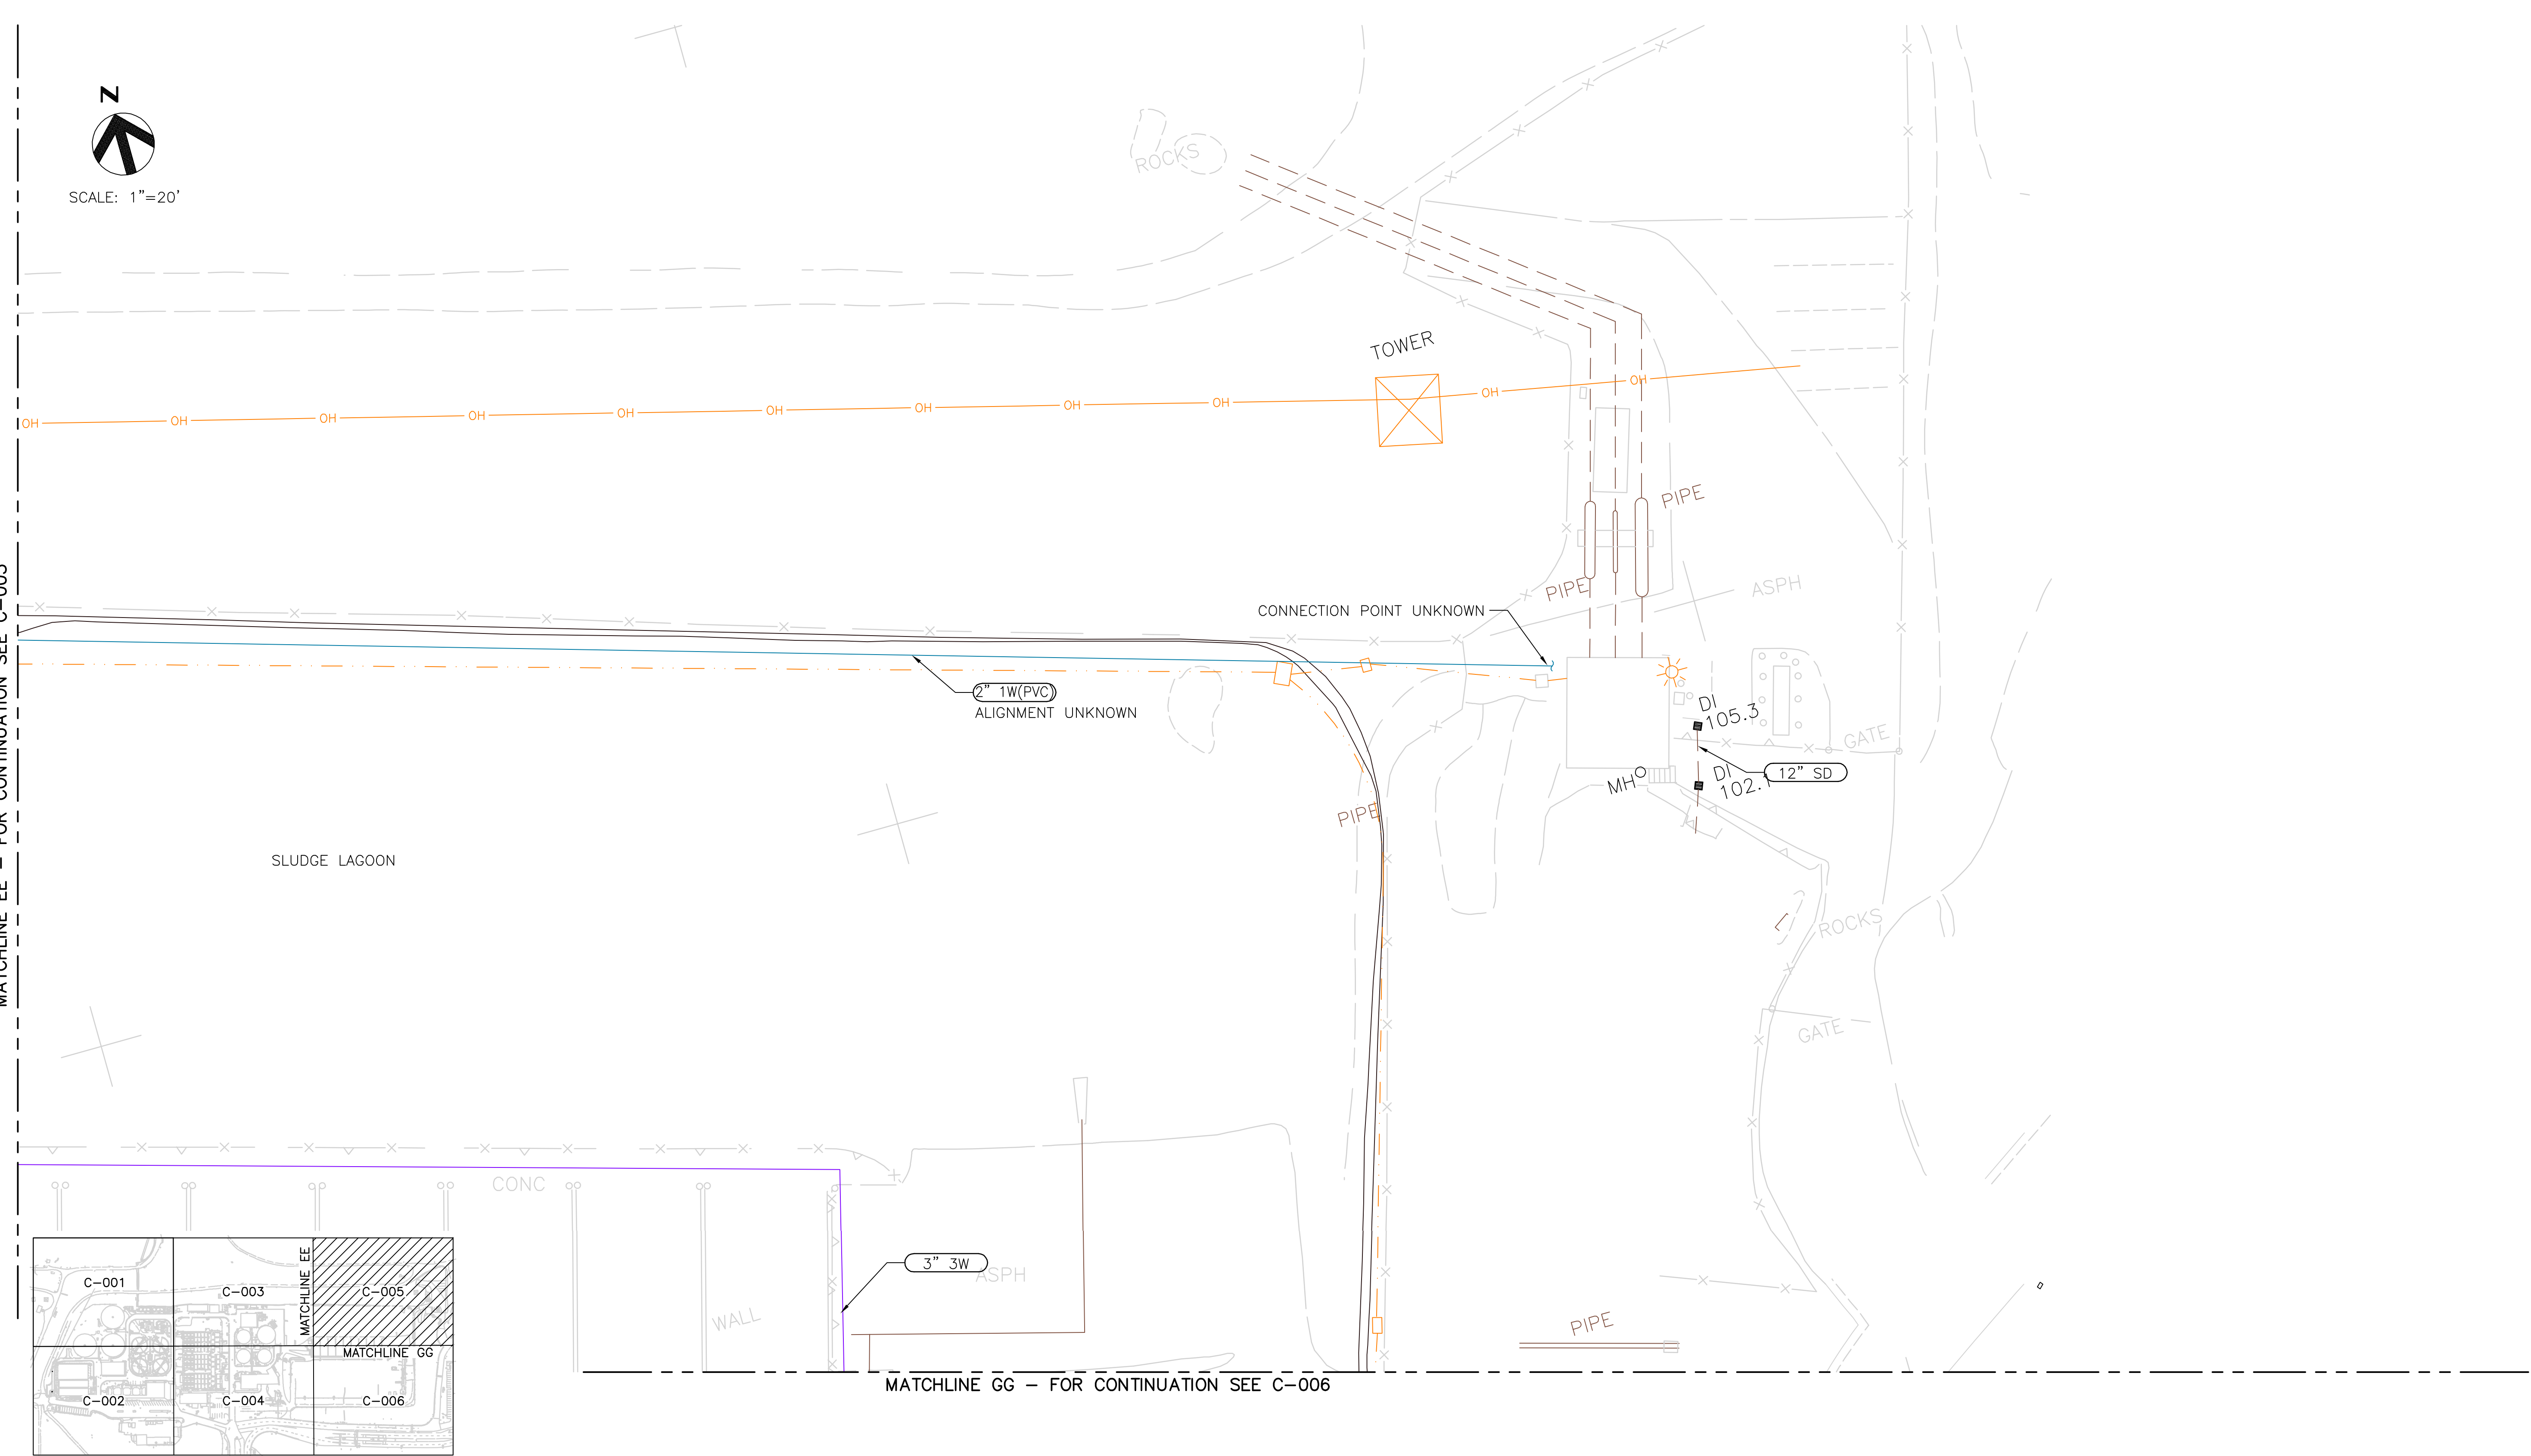 N
SCALE: 1"=20'
ROCKS
TOWER
OH
OH
OH
OH
OH
OH
OH
OH
OH
OH
OH
PIPE
PIPE
ASPH
CONNECTION POINT UNKNOWN
MATCHLINE EE – FOR CONTINUATION SEE C-003
2" 1W(PVC)
ALIGNMENT UNKNOWN
DI
105.3
GATE
12" SD
DI
102.1
MH
PIPE
SLUDGE LAGOON
ROCKS
GATE
CONC
3" 3W
ASPH
WALL
PIPE
C-001
C-003
MATCHLINE EE
C-005
MATCHLINE GG
C-002
C-004
C-006
MATCHLINE GG – FOR CONTINUATION SEE C-006